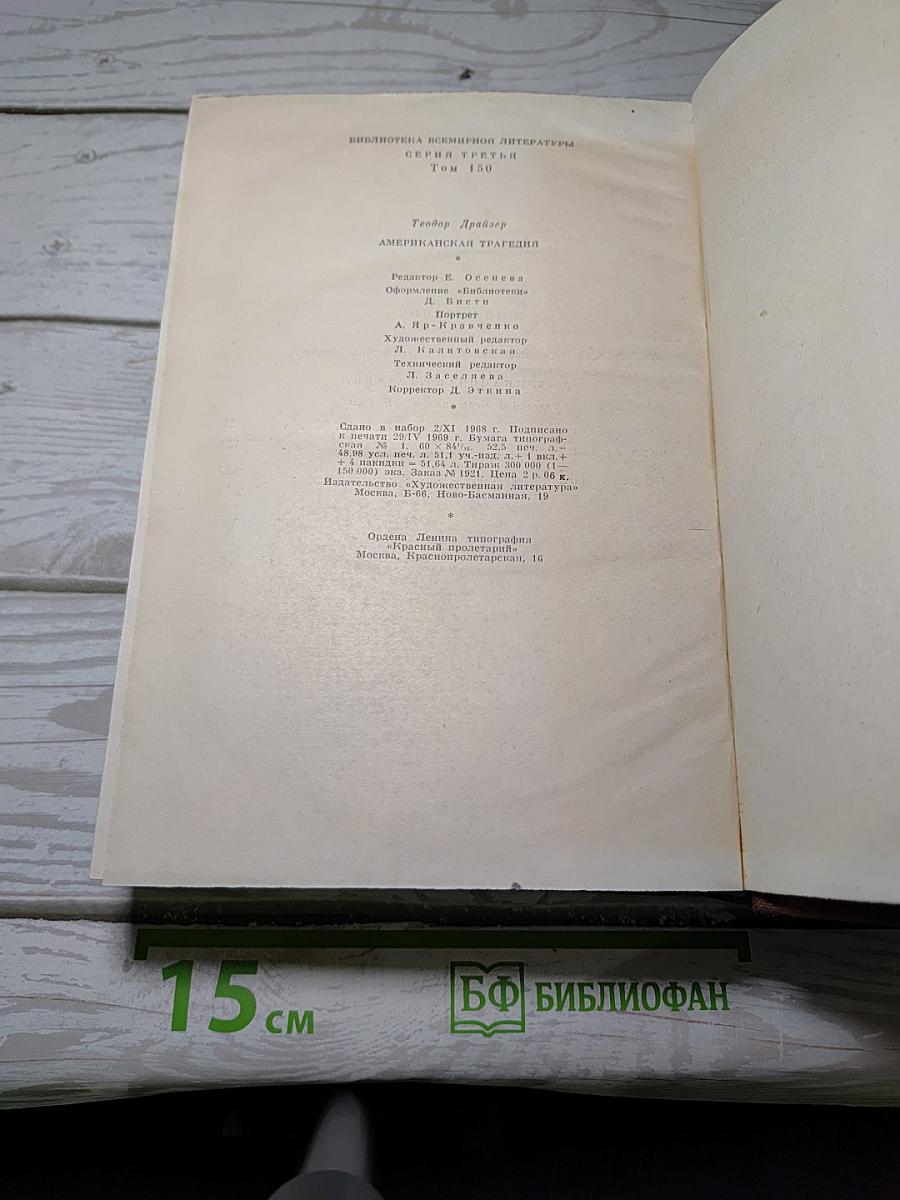 БИБЛИОТЕКА ВСЕМИРНОЙ ЛИТЕРАТУРЫ
СЕРИЯ ТРЕТЬЯ
Том 150
Теодор Драйзер
АМЕРИКАНСКАЯ ТРАГЕДИЯ
*
Редактор Е. Осенева
Оформление «Библиотеки»
Д. Бисти
Портрет
А. Яр-Кравченко
Художественный редактор
Л. Калитовская
Технический редактор
Л. Заселяева
Корректор Д. Эткина
*
Сдано в набор 2/XI 1968 г. Подписано
к печати 29/IV 1969 г. Бумага типограф-
ская № 1. 60 × 84¹/₁₆. 52,5 печ. л.=
48,98 усл. печ. л. 51,1 уч.-изд. л.+1 вкл.+
+ 4 накидки = 51,64 л. Тираж 300 000 (1—
150 000) экз. Заказ № 1921. Цена 2 р. 06 к.
Издательство «Художественная литература»
Москва, Б-66, Ново-Басманная, 19
*
Ордена Ленина типография
«Красный пролетарий»
Москва, Краснопролетарская, 16
15 см
БФ БИБЛИОФАН